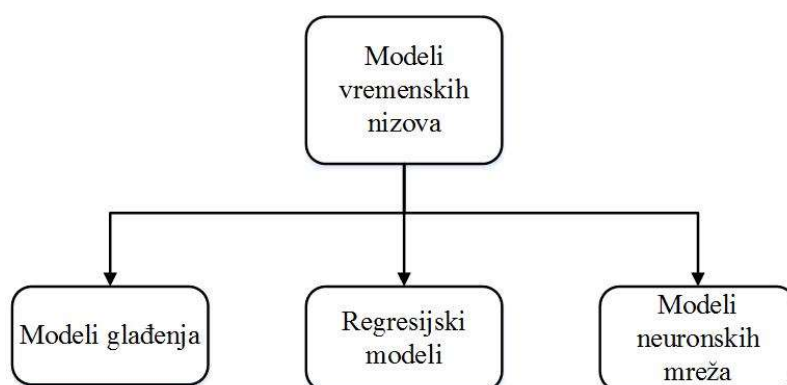 Modeli
vremenskih
nizova
Modeli glađenja
Regresijski
modeli
Modeli
neuronskih
mreža